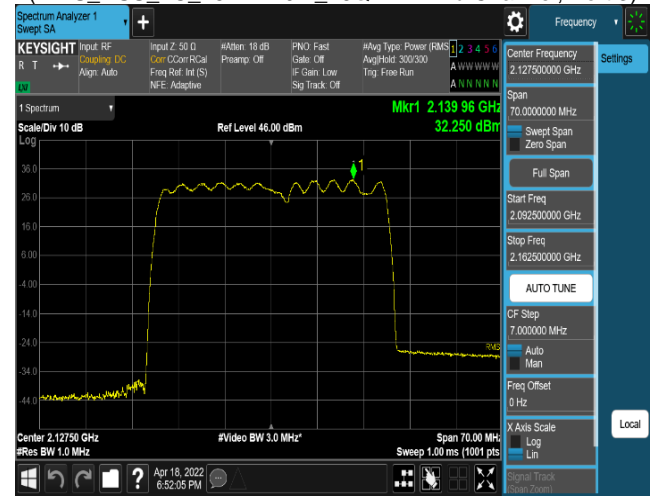 Spectrum Analyzer 1
Swept SA
Frequency
KEYSIGHT
R T
LXI
Input: RF
Coupling: DC
Align: Auto
Input Z: 50 Ω
Corr CCorr RCal
Freq Ref: Int (S)
NFE: Adaptive
#Atten: 18 dB
Preamp: Off
PNO: Fast
Gate: Off
IF Gain: Low
Sig Track: Off
#Avg Type: Power (RMS
Avg|Hold: 300/300
Trig: Free Run
1 2 3 4 5 6
A W W W W W
A N N N N N
Center Frequency
2.127500000 GHz
Settings
Span
70.0000000 MHz
Swept Span
Zero Span
Full Span
Start Freq
2.092500000 GHz
Stop Freq
2.162500000 GHz
AUTO TUNE
CF Step
7.000000 MHz
Auto
Man
Freq Offset
0 Hz
X Axis Scale
Log
Lin
Local
Signal Track
(Span Zoom)
1 Spectrum
Mkr1 2.139 96 GHz
Scale/Div 10 dB
Ref Level 46.00 dBm
32.250 dBm
Log
1
36.0
26.0
16.0
6.00
-4.00
-14.0
-24.0
RMS
-34.0
-44.0
Center 2.12750 GHz
#Video BW 3.0 MHz*
Span 70.00 MHz
#Res BW 1.0 MHz
Sweep 1.00 ms (1001 pts
?
Apr 18, 2022
6:52:05 PM